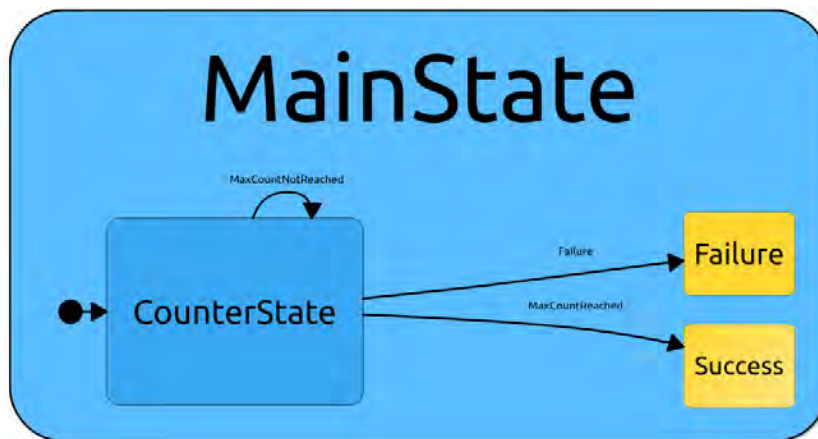 MainState
MaxCountNotReached
Failure
Failure
MaxCountReached
CounterState
Success